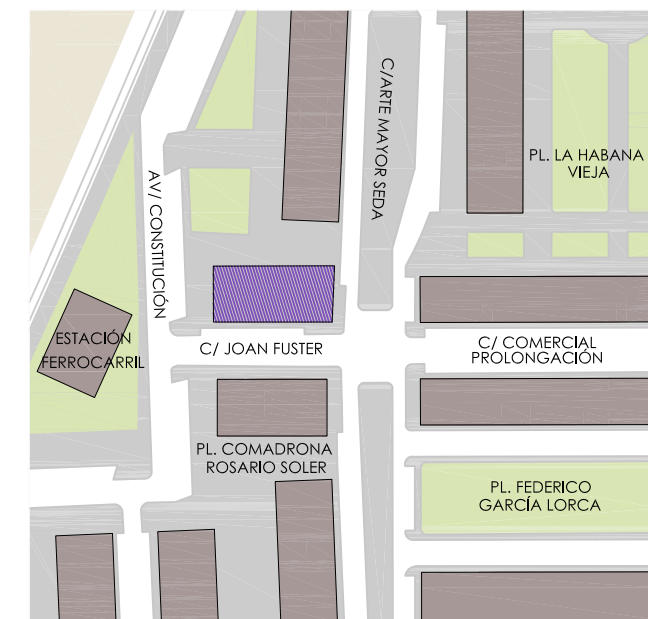 C/ARTE MAYOR SEDA
PL. LA HABANA
VIEJA
AV/ CONSTITUCIÓN
ESTACIÓN
FERROCARRIL
C/ JOAN FUSTER
C/ COMERCIAL
PROLONGACIÓN
PL. COMADRONA
ROSARIO SOLER
PL. FEDERICO
GARCÍA LORCA